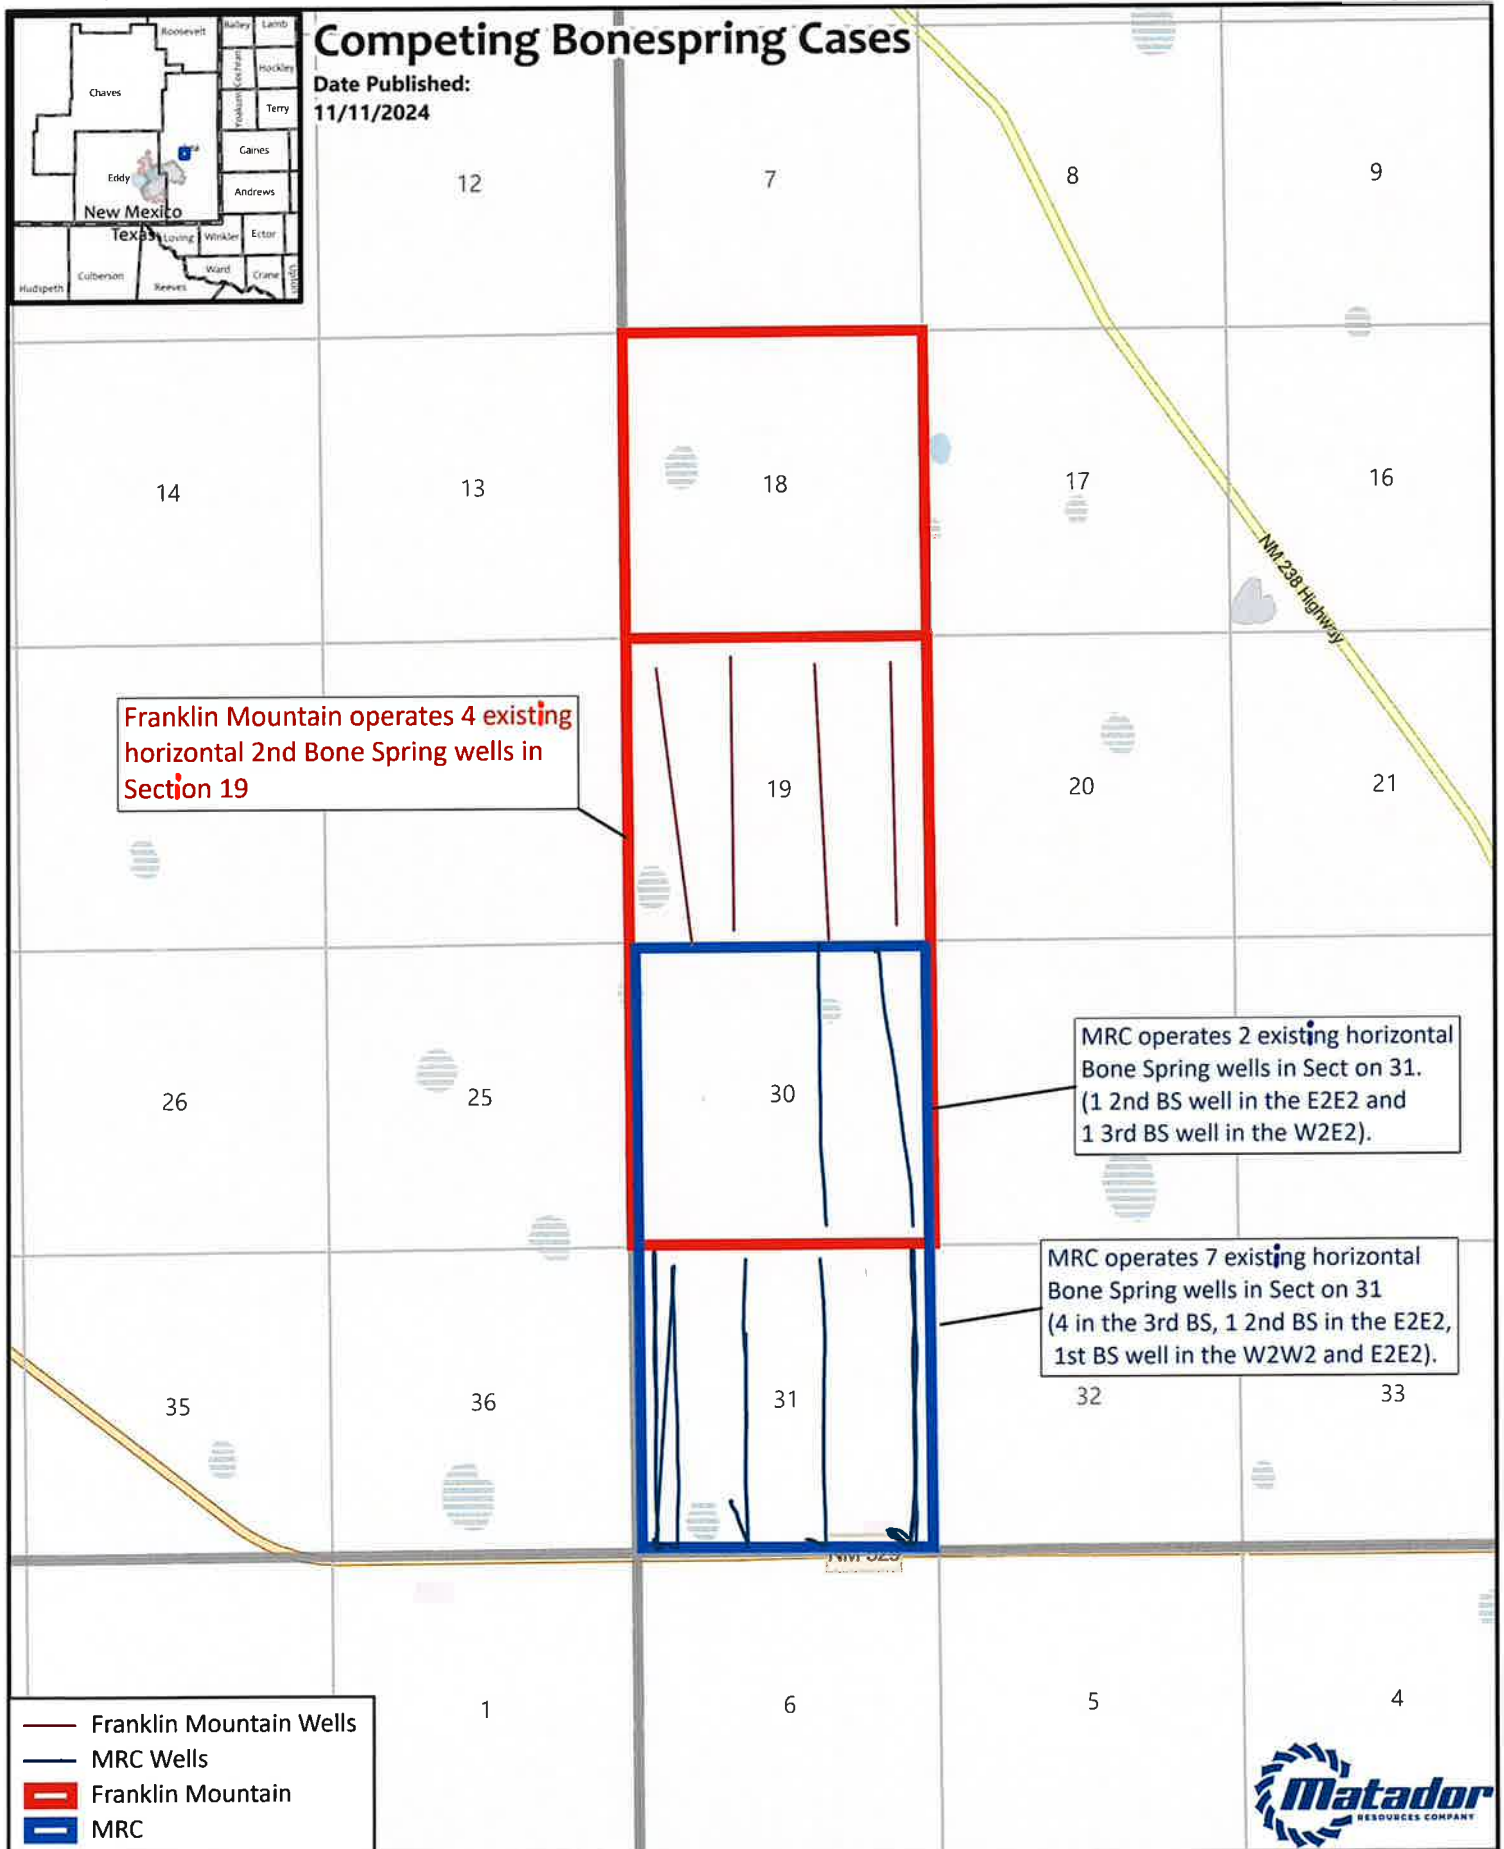 Competing Bonespring Cases
Date Published:
11/11/2024
Roosevelt
Bailey
Lamb
Chaves
Cochran
Hockley
Yoakum
Terry
Gaines
Eddy
Andrews
New Mexico
Texas
Loving
Winkler
Ector
Hudspeth
Culberson
Reeves
Ward
Crane
Upton
12
7
8
9
14
13
18
17
16
NM 238 Highway
Franklin Mountain operates 4 existing
horizontal 2nd Bone Spring wells in
Section 19
19
20
21
26
25
30
MRC operates 2 existing horizontal
Bone Spring wells in Sect on 31.
(1 2nd BS well in the E2E2 and
1 3rd BS well in the W2E2).
MRC operates 7 existing horizontal
Bone Spring wells in Sect on 31
(4 in the 3rd BS, 1 2nd BS in the E2E2,
1st BS well in the W2W2 and E2E2).
35
36
31
32
33
NM 529
1
6
5
4
Franklin Mountain Wells
MRC Wells
Franklin Mountain
MRC
Matador
RESOURCES COMPANY